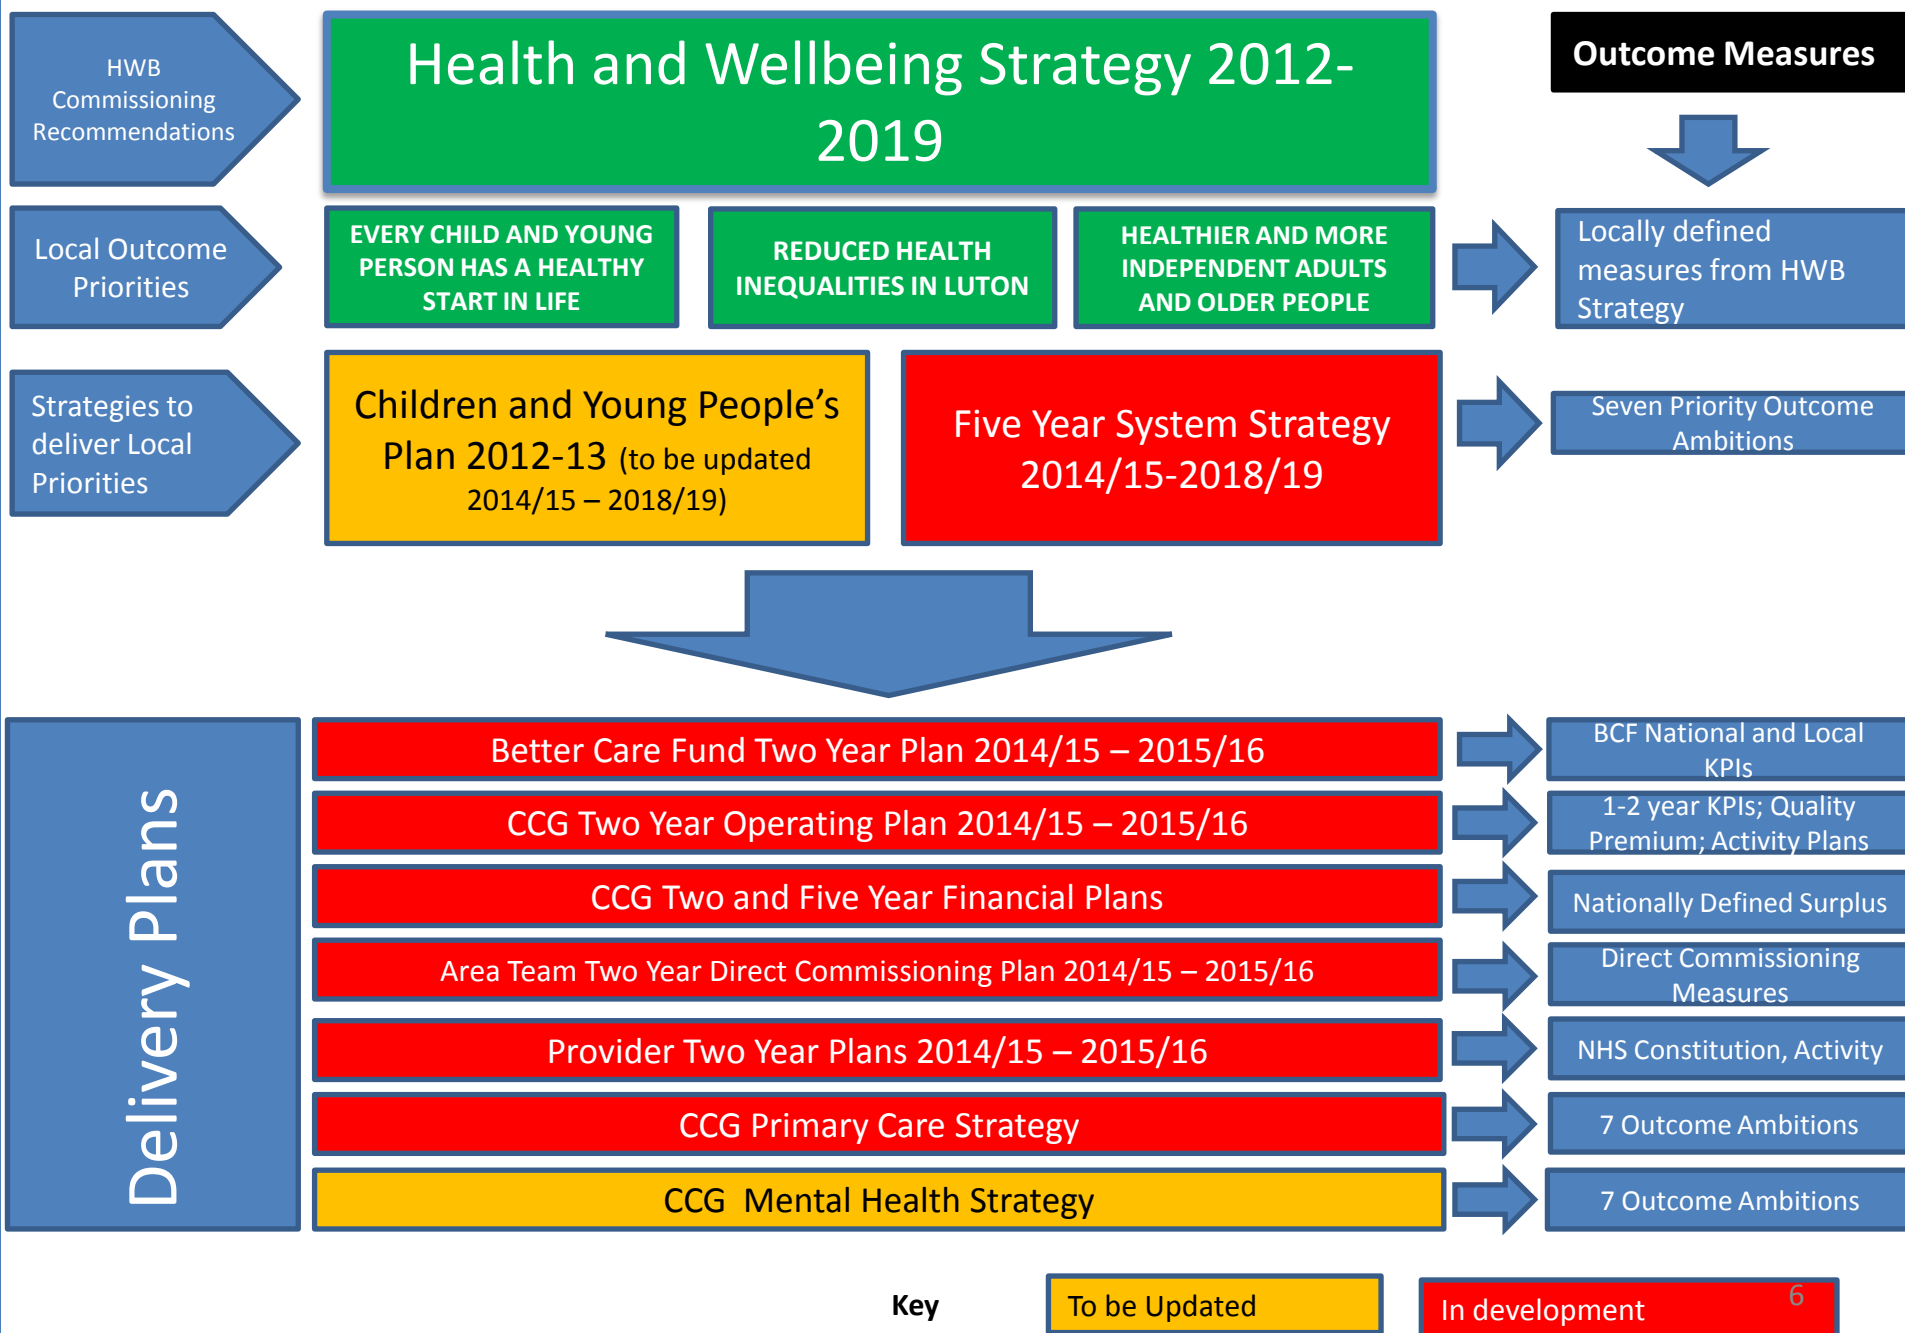 HWB
Commissioning
Recommendations
Health and Wellbeing Strategy 2012-
2019
Outcome Measures
Local Outcome
Priorities
EVERY CHILD AND YOUNG
PERSON HAS A HEALTHY
START IN LIFE
REDUCED HEALTH
INEQUALITIES IN LUTON
HEALTHIER AND MORE
INDEPENDENT ADULTS
AND OLDER PEOPLE
Locally defined
measures from HWB
Strategy
Strategies to
deliver Local
Priorities
Children and Young People’s
Plan 2012-13 (to be updated
2014/15 – 2018/19)
Five Year System Strategy
2014/15-2018/19
Seven Priority Outcome
Ambitions
Delivery Plans
Better Care Fund Two Year Plan 2014/15 – 2015/16
BCF National and Local
KPIs
CCG Two Year Operating Plan 2014/15 – 2015/16
1-2 year KPIs; Quality
Premium; Activity Plans
CCG Two and Five Year Financial Plans
Nationally Defined Surplus
Area Team Two Year Direct Commissioning Plan 2014/15 – 2015/16
Direct Commissioning
Measures
Provider Two Year Plans 2014/15 – 2015/16
NHS Constitution, Activity
CCG Primary Care Strategy
7 Outcome Ambitions
CCG  Mental Health Strategy
7 Outcome Ambitions
Key
To be Updated
In development
6